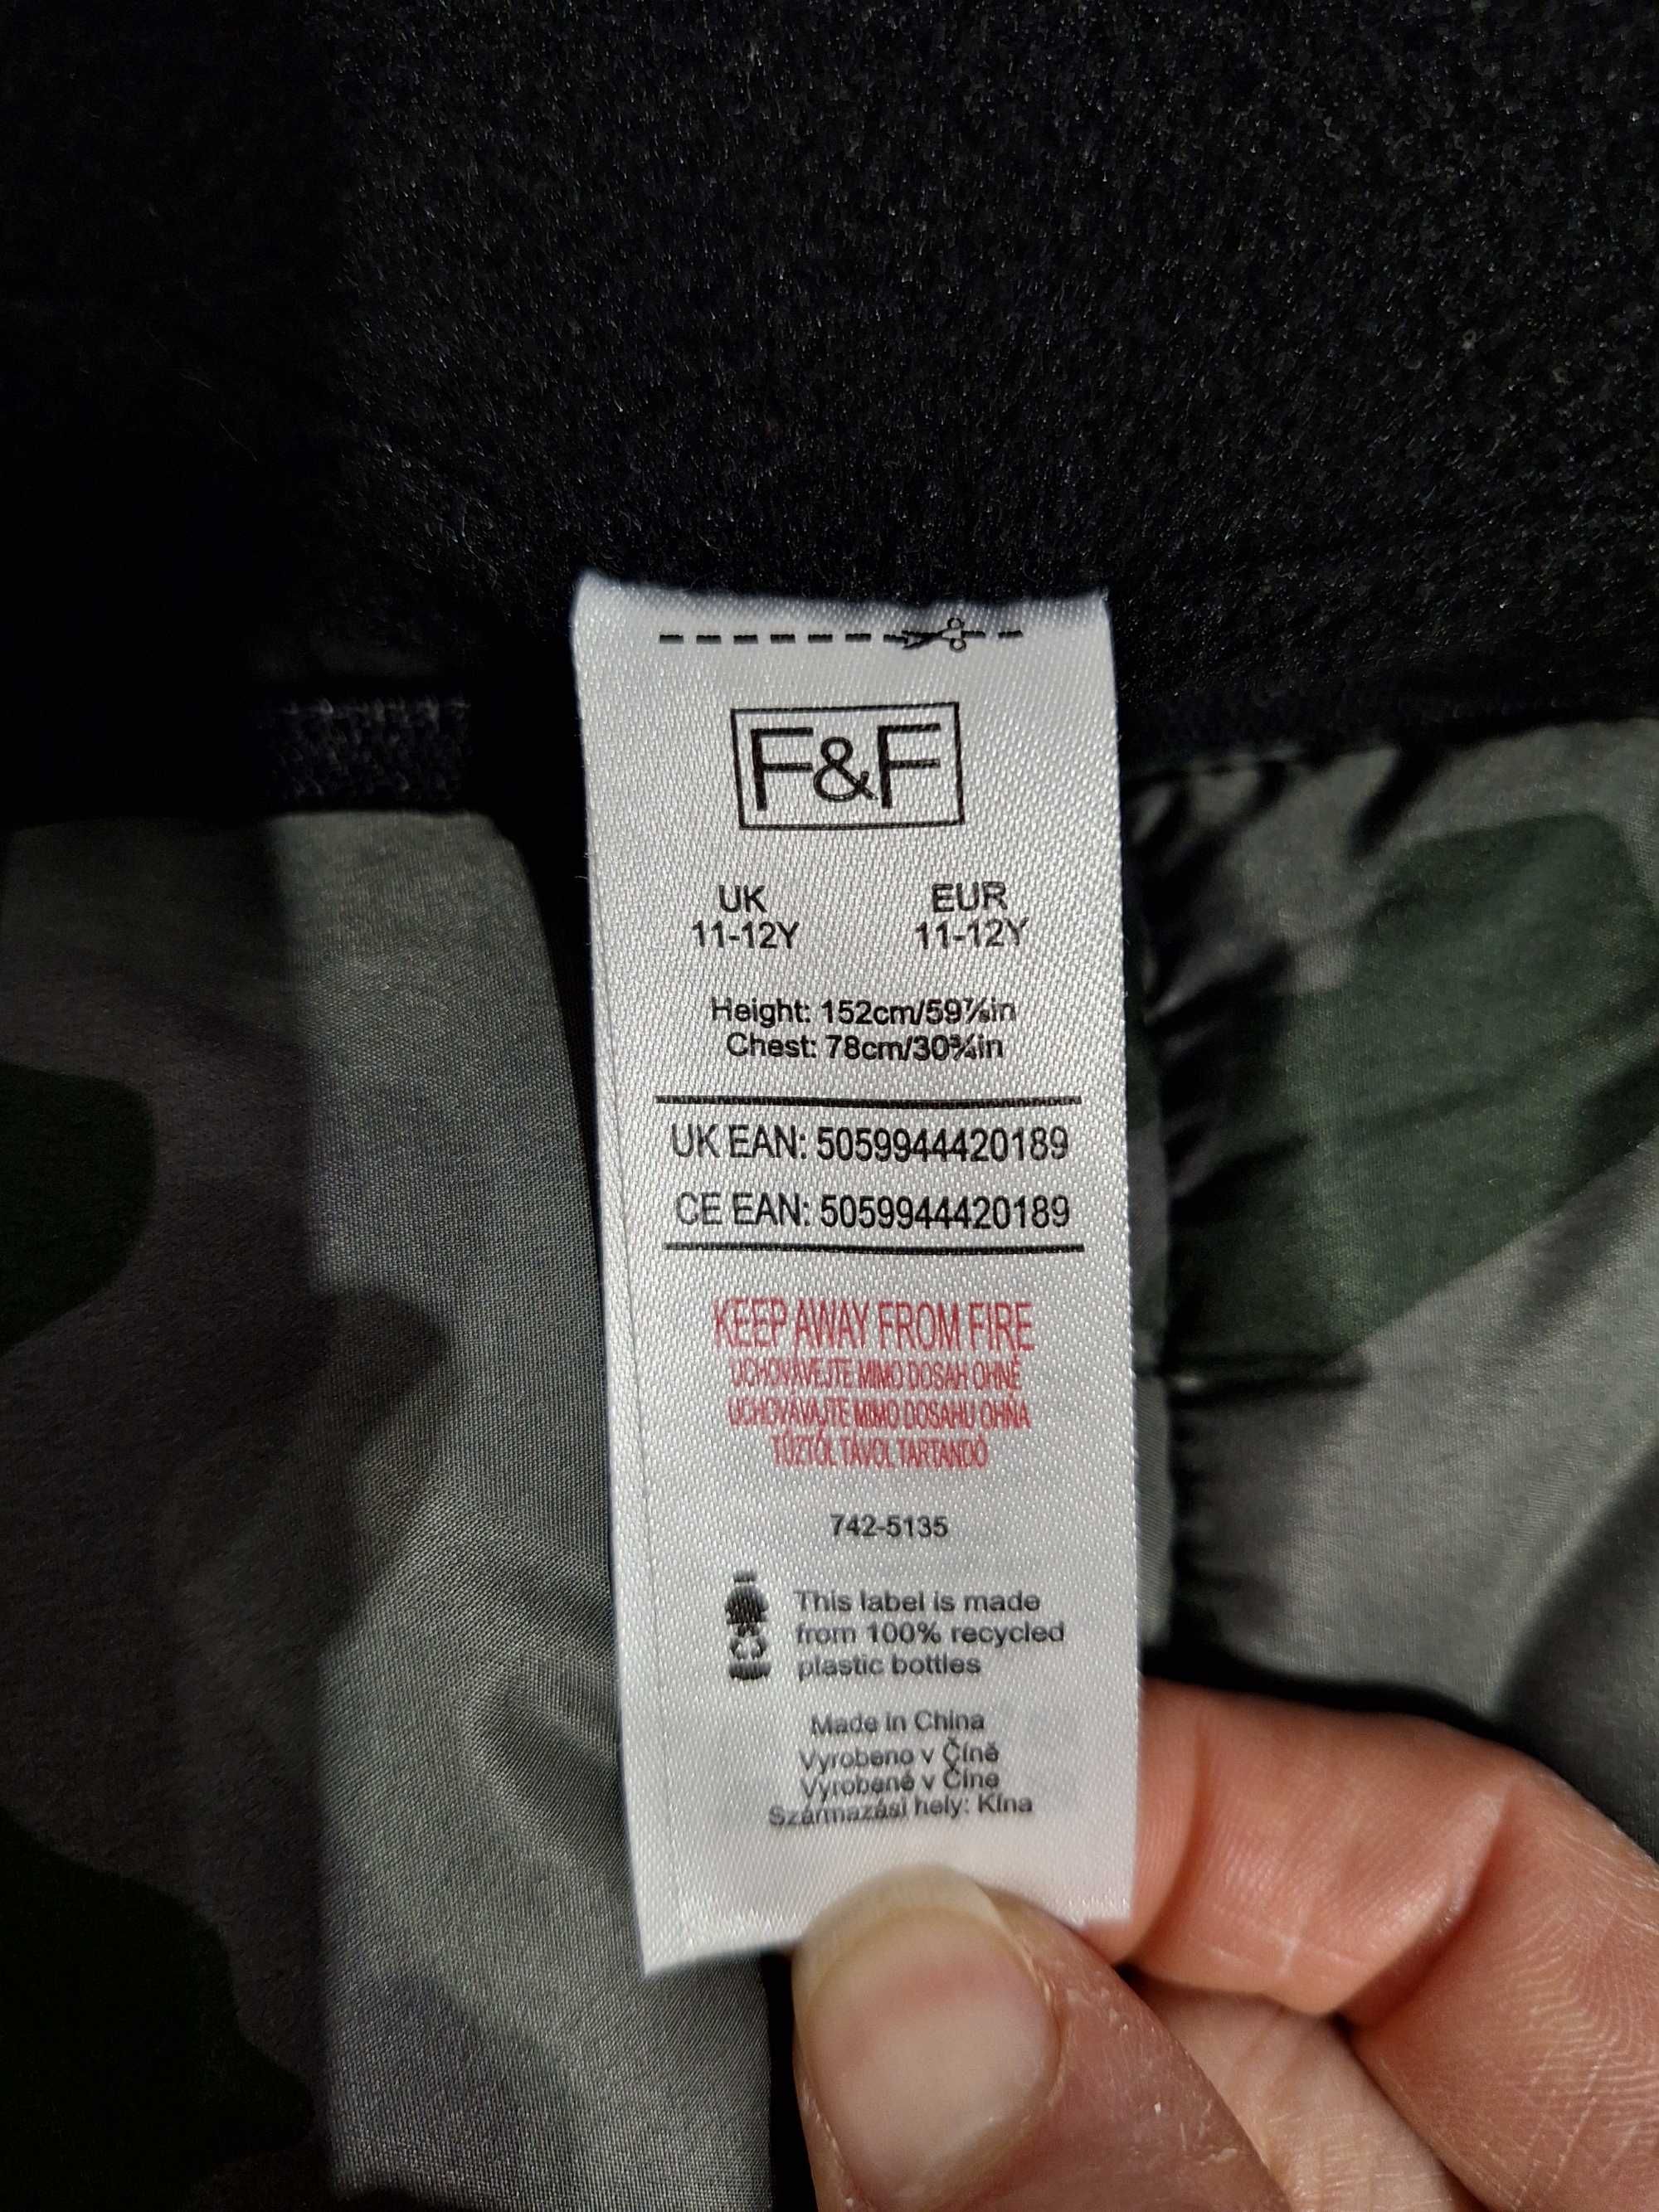 F&F
UK EUR
11-12Y 11-12Y
Height: 152cm/59⅞in
Chest: 78cm/30¾in
UK EAN: 5059944420189
CE EAN: 5059944420189
KEEP AWAY FROM FIRE
UCHOVÁVEJTE MIMO DOSAH OHNĚ
UCHOVÁVAJTE MIMO DOSAHU OHŇA
TŰZTŐL TÁVOL TARTANDÓ
742-5135
This label is made
from 100% recycled
plastic bottles
Made in China
Vyrobeno v Číně
Vyrobené v Číne
Származási hely: Kína